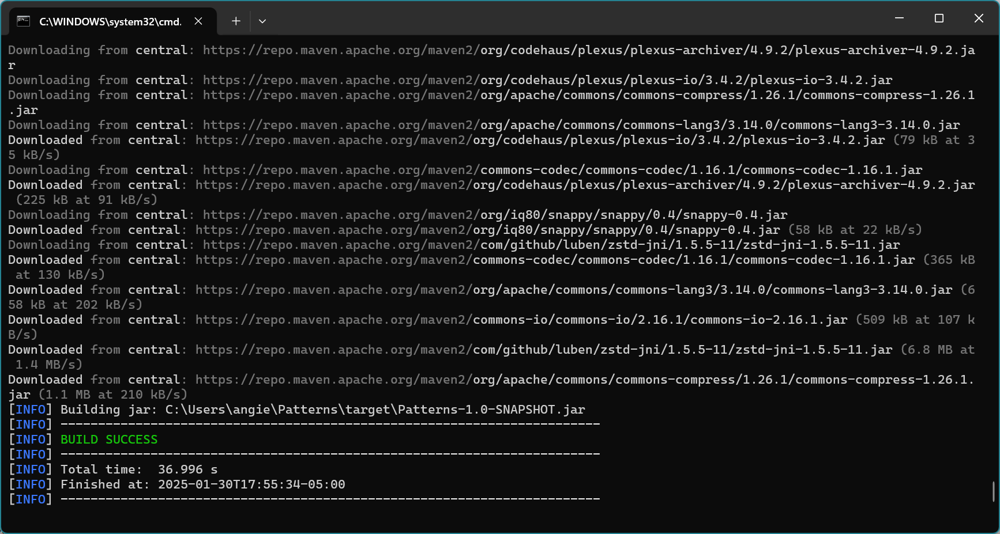 C:\WINDOWS\system32\cmd.
Downloading from central: https://repo.maven.apache.org/maven2/org/codehaus/plexus/plexus-archiver/4.9.2/plexus-archiver-4.9.2.ja
r
Downloading from central: https://repo.maven.apache.org/maven2/org/codehaus/plexus/plexus-io/3.4.2/plexus-io-3.4.2.jar
Downloading from central: https://repo.maven.apache.org/maven2/org/apache/commons/commons-compress/1.26.1/commons-compress-1.26.1
.jar
Downloading from central: https://repo.maven.apache.org/maven2/org/apache/commons/commons-lang3/3.14.0/commons-lang3-3.14.0.jar
Downloaded from central: https://repo.maven.apache.org/maven2/org/codehaus/plexus/plexus-io/3.4.2/plexus-io-3.4.2.jar (79 kB at 3
5 kB/s)
Downloading from central: https://repo.maven.apache.org/maven2/commons-codec/commons-codec/1.16.1/commons-codec-1.16.1.jar
Downloaded from central: https://repo.maven.apache.org/maven2/org/codehaus/plexus/plexus-archiver/4.9.2/plexus-archiver-4.9.2.jar
 (225 kB at 91 kB/s)
Downloading from central: https://repo.maven.apache.org/maven2/org/iq80/snappy/snappy/0.4/snappy-0.4.jar
Downloaded from central: https://repo.maven.apache.org/maven2/org/iq80/snappy/snappy/0.4/snappy-0.4.jar (58 kB at 22 kB/s)
Downloading from central: https://repo.maven.apache.org/maven2/com/github/luben/zstd-jni/1.5.5-11/zstd-jni-1.5.5-11.jar
Downloaded from central: https://repo.maven.apache.org/maven2/commons-codec/commons-codec/1.16.1/commons-codec-1.16.1.jar (365 kB
 at 130 kB/s)
Downloaded from central: https://repo.maven.apache.org/maven2/org/apache/commons/commons-lang3/3.14.0/commons-lang3-3.14.0.jar (6
58 kB at 202 kB/s)
Downloaded from central: https://repo.maven.apache.org/maven2/commons-io/commons-io/2.16.1/commons-io-2.16.1.jar (509 kB at 107 k
B/s)
Downloaded from central: https://repo.maven.apache.org/maven2/com/github/luben/zstd-jni/1.5.5-11/zstd-jni-1.5.5-11.jar (6.8 MB at
 1.4 MB/s)
Downloaded from central: https://repo.maven.apache.org/maven2/org/apache/commons/commons-compress/1.26.1/commons-compress-1.26.1.
jar (1.1 MB at 210 kB/s)
[INFO] Building jar: C:\Users\angie\Patterns\target\Patterns-1.0-SNAPSHOT.jar
[INFO] ------------------------------------------------------------------------
[INFO] BUILD SUCCESS
[INFO] ------------------------------------------------------------------------
[INFO] Total time:  36.996 s
[INFO] Finished at: 2025-01-30T17:55:34-05:00
[INFO] ------------------------------------------------------------------------